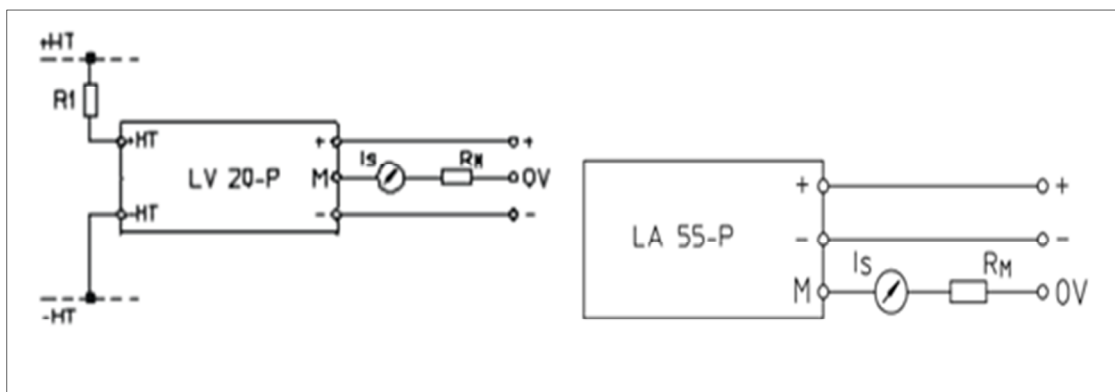 +HT
R1
+HT + +
LV 20-P M Is RM 0V
-HT - -
-HT
+ +
LA 55-P - -
M Is RM 0V